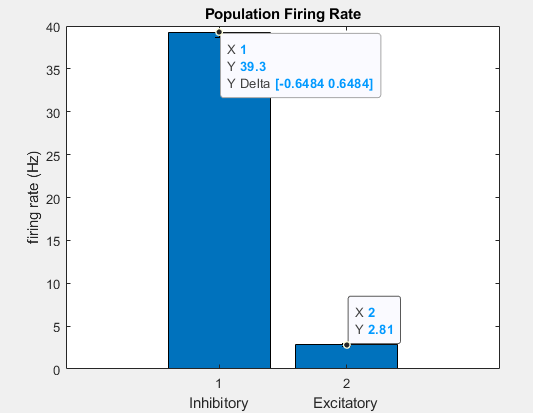 Population Firing Rate
40
35
30
25
20
15
10
5
0
firing rate (Hz)
X 1
Y 39.3
Y Delta [-0.6484 0.6484]
X 2
Y 2.81
1
2
Inhibitory
Excitatory